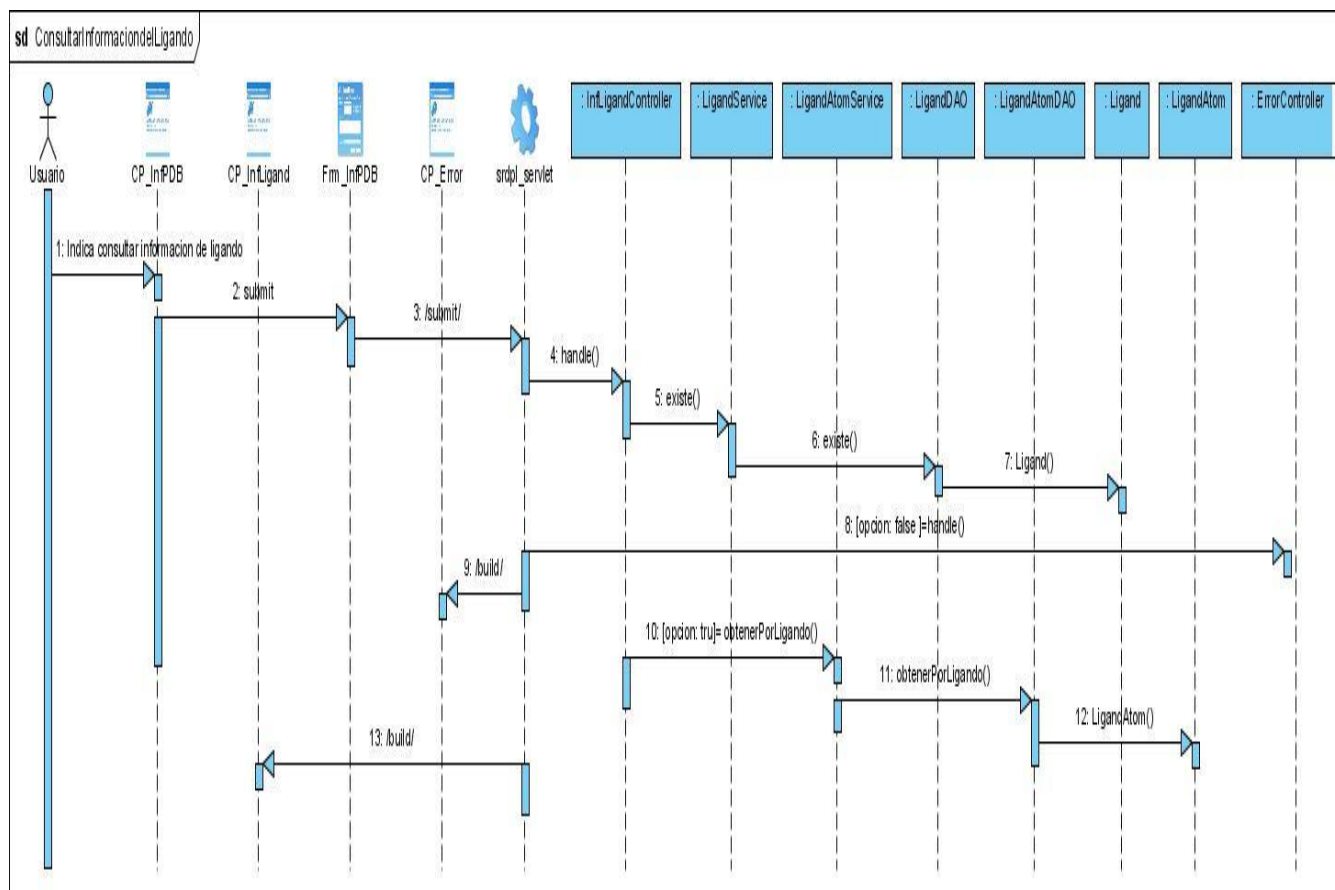 sd ConsultarInformaciondelLigando
Usuario
CP_InfPDB
CP_InfLigand
Frm_InfPDB
CP_Error
srdpl_servlet
: InfLigandController
: LigandService
: LigandAtomService
: LigandDAO
: LigandAtomDAO
: Ligand
: LigandAtom
: ErrorController
1: Indica consultar informacion de ligando
2: submit
3: /submit/
4: handle()
5: existe()
6: existe()
7: Ligand()
8: [opcion: false ]=handle()
9: /build/
10: [opcion: tru]= obtenerPorLigando()
11: obtenerPorLigando()
12: LigandAtom()
13: /build/